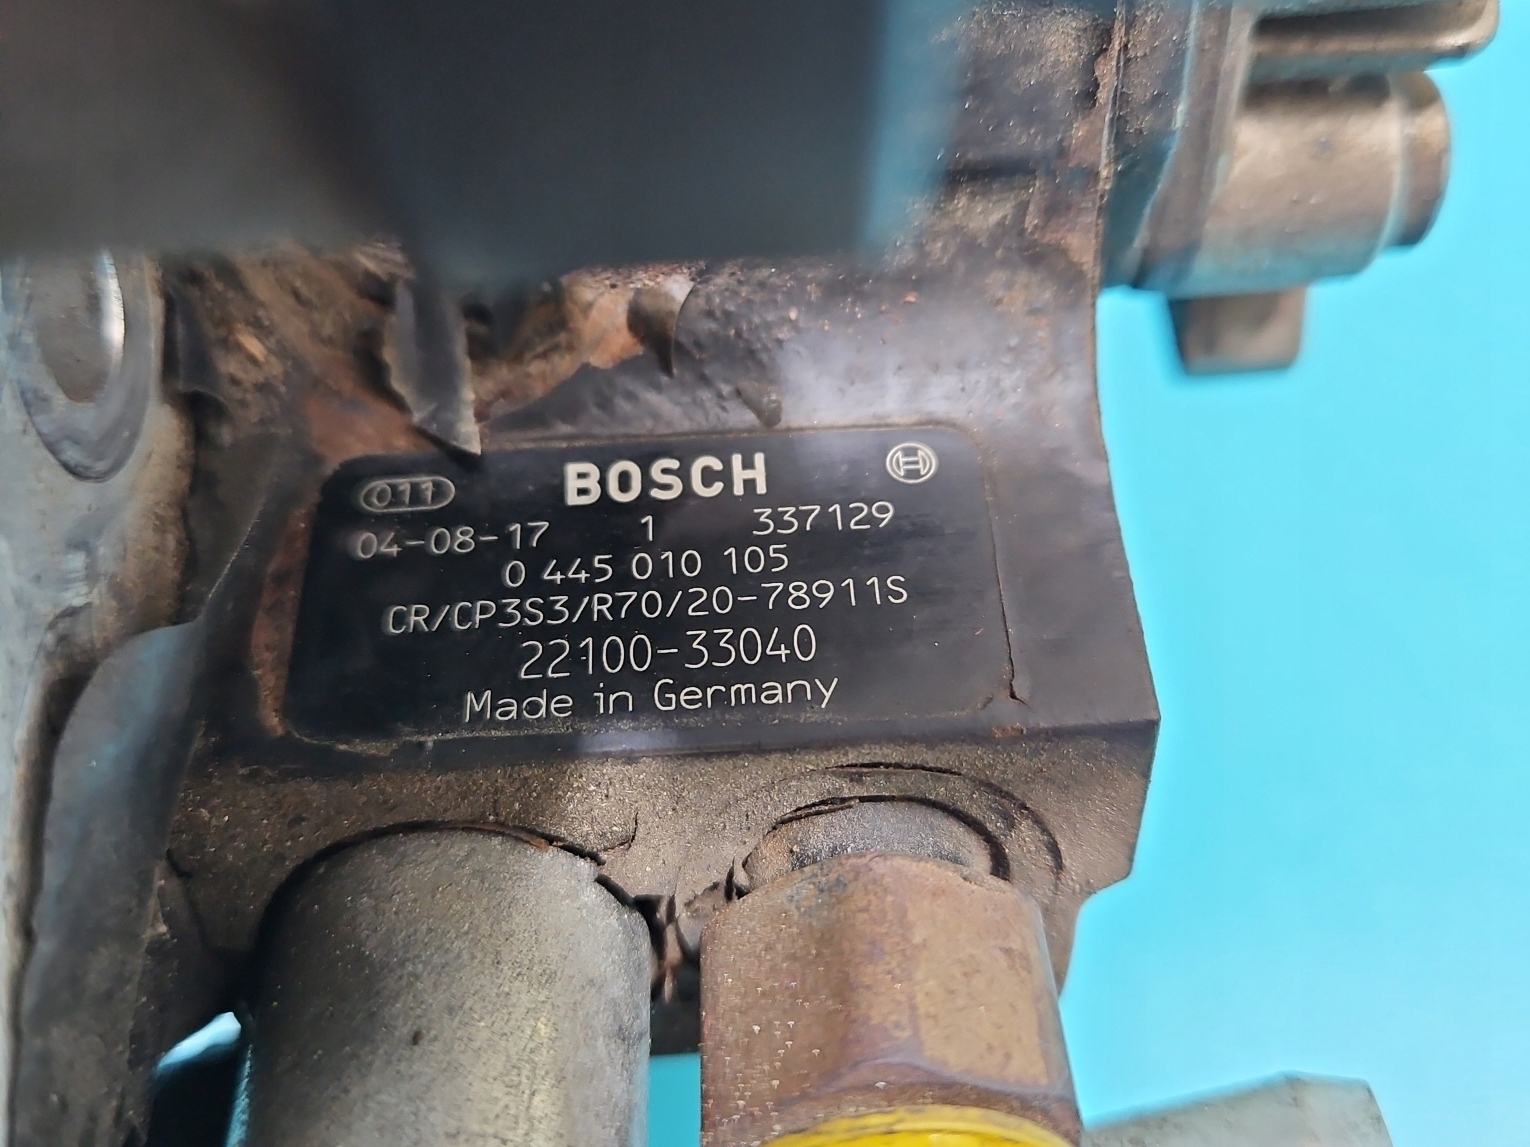 011 BOSCH
04-08-17 1 337129
0 445 010 105
CR/CP3S3/R70/20-78911S
22100-33040
Made in Germany